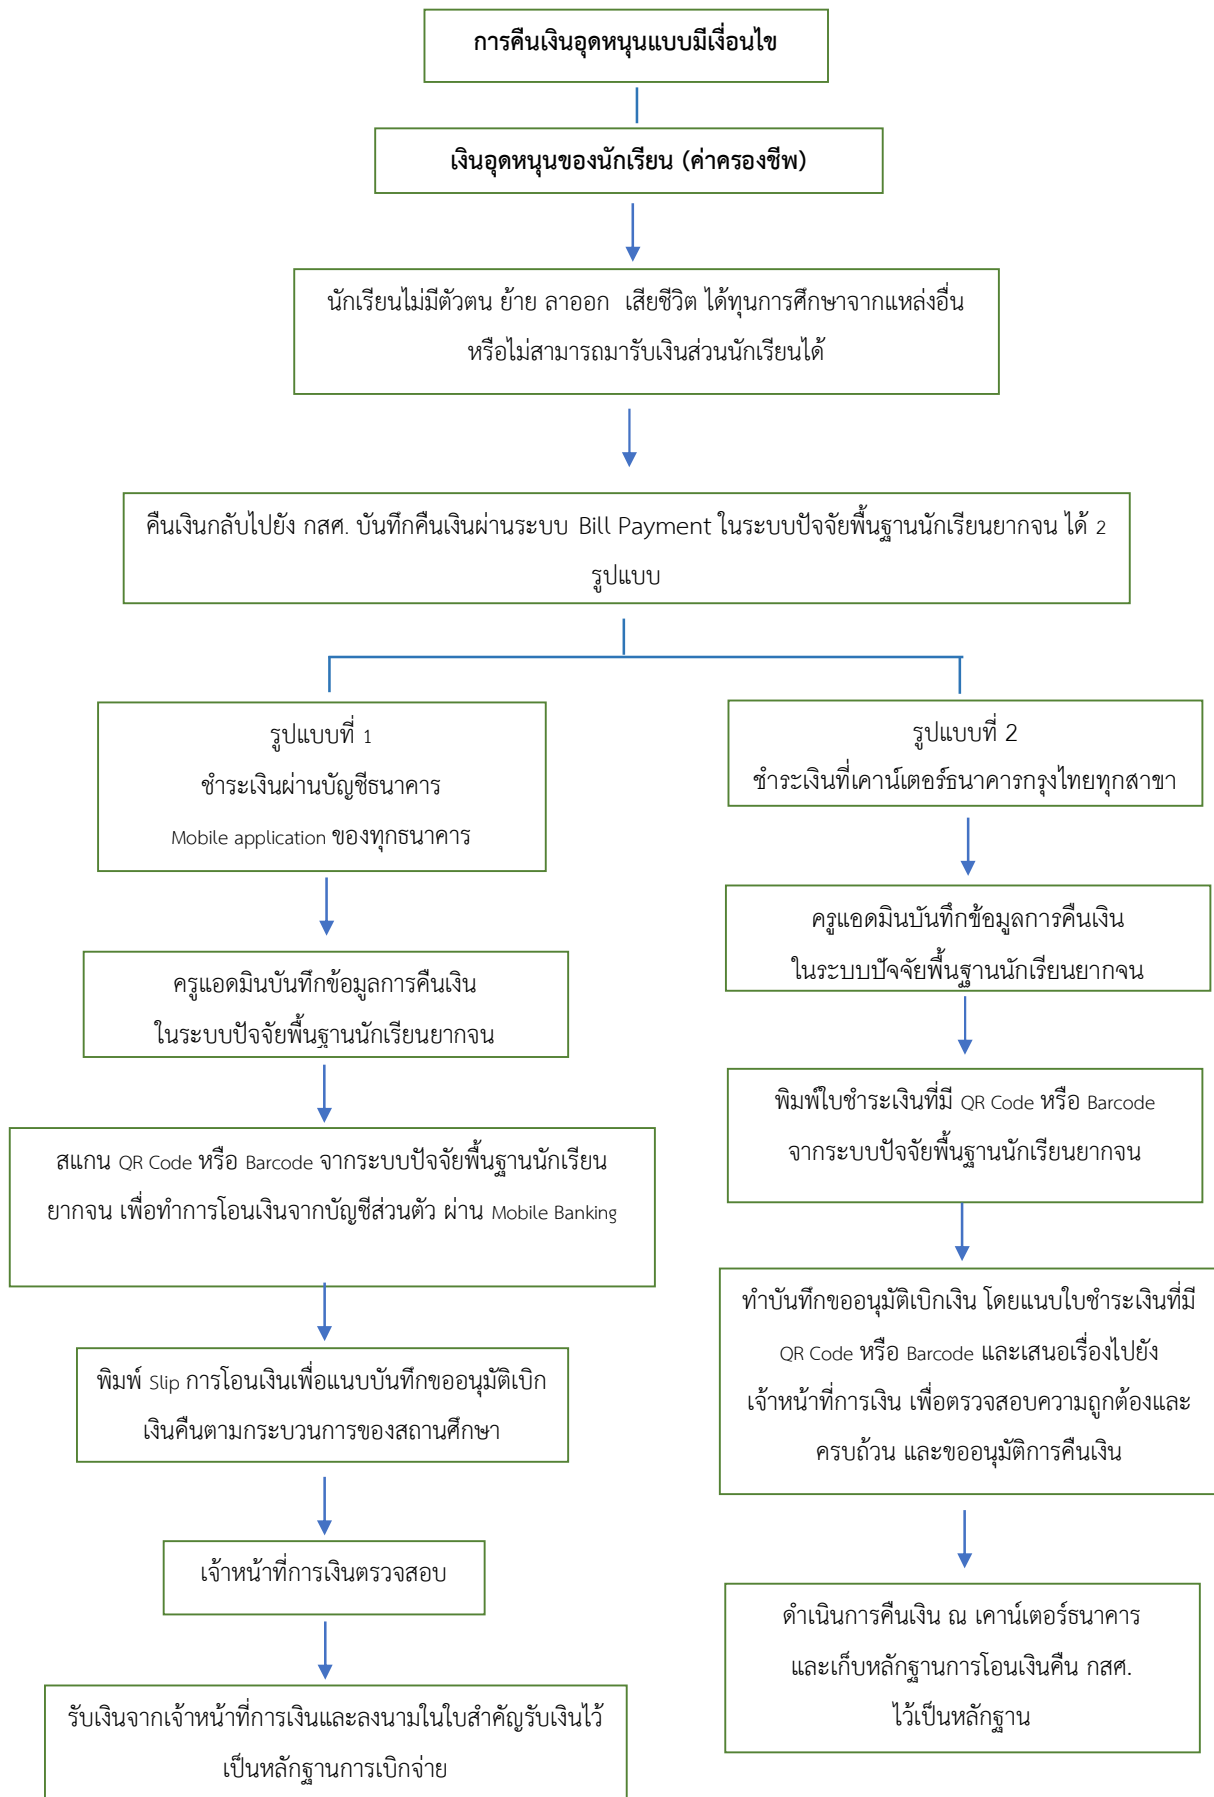 การคืนเงินอุดหนุนแบบมีเงื่อนไข
เงินอุดหนุนของนักเรียน (ค่าครองชีพ)
นักเรียนไม่มีตัวตน ย้าย ลาออก  เสียชีวิต ได้ทุนการศึกษาจากแหล่งอื่น
หรือไม่สามารถมารับเงินส่วนนักเรียนได้
คืนเงินกลับไปยัง กสศ. บันทึกคืนเงินผ่านระบบ Bill Payment ในระบบปัจจัยพื้นฐานนักเรียนยากจน ได้ 2
รูปแบบ
รูปแบบที่ 1
ชำระเงินผ่านบัญชีธนาคาร
Mobile application ของทุกธนาคาร
ครูแอดมินบันทึกข้อมูลการคืนเงิน
ในระบบปัจจัยพื้นฐานนักเรียนยากจน
สแกน QR Code หรือ Barcode จากระบบปัจจัยพื้นฐานนักเรียน
ยากจน เพื่อทำการโอนเงินจากบัญชีส่วนตัว ผ่าน Mobile Banking
พิมพ์ Slip การโอนเงินเพื่อแนบบันทึกขออนุมัติเบิก
เงินคืนตามกระบวนการของสถานศึกษา
เจ้าหน้าที่การเงินตรวจสอบ
รับเงินจากเจ้าหน้าที่การเงินและลงนามในใบสำคัญรับเงินไว้
เป็นหลักฐานการเบิกจ่าย
รูปแบบที่ 2
ชำระเงินที่เคาน์เตอร์ธนาคารกรุงไทยทุกสาขา
ครูแอดมินบันทึกข้อมูลการคืนเงิน
ในระบบปัจจัยพื้นฐานนักเรียนยากจน
พิมพ์ใบชำระเงินที่มี QR Code หรือ Barcode
จากระบบปัจจัยพื้นฐานนักเรียนยากจน
ทำบันทึกขออนุมัติเบิกเงิน โดยแนบใบชำระเงินที่มี
QR Code หรือ Barcode และเสนอเรื่องไปยัง
เจ้าหน้าที่การเงิน เพื่อตรวจสอบความถูกต้องและ
ครบถ้วน และขออนุมัติการคืนเงิน
ดำเนินการคืนเงิน ณ เคาน์เตอร์ธนาคาร
และเก็บหลักฐานการโอนเงินคืน กสศ.
ไว้เป็นหลักฐาน